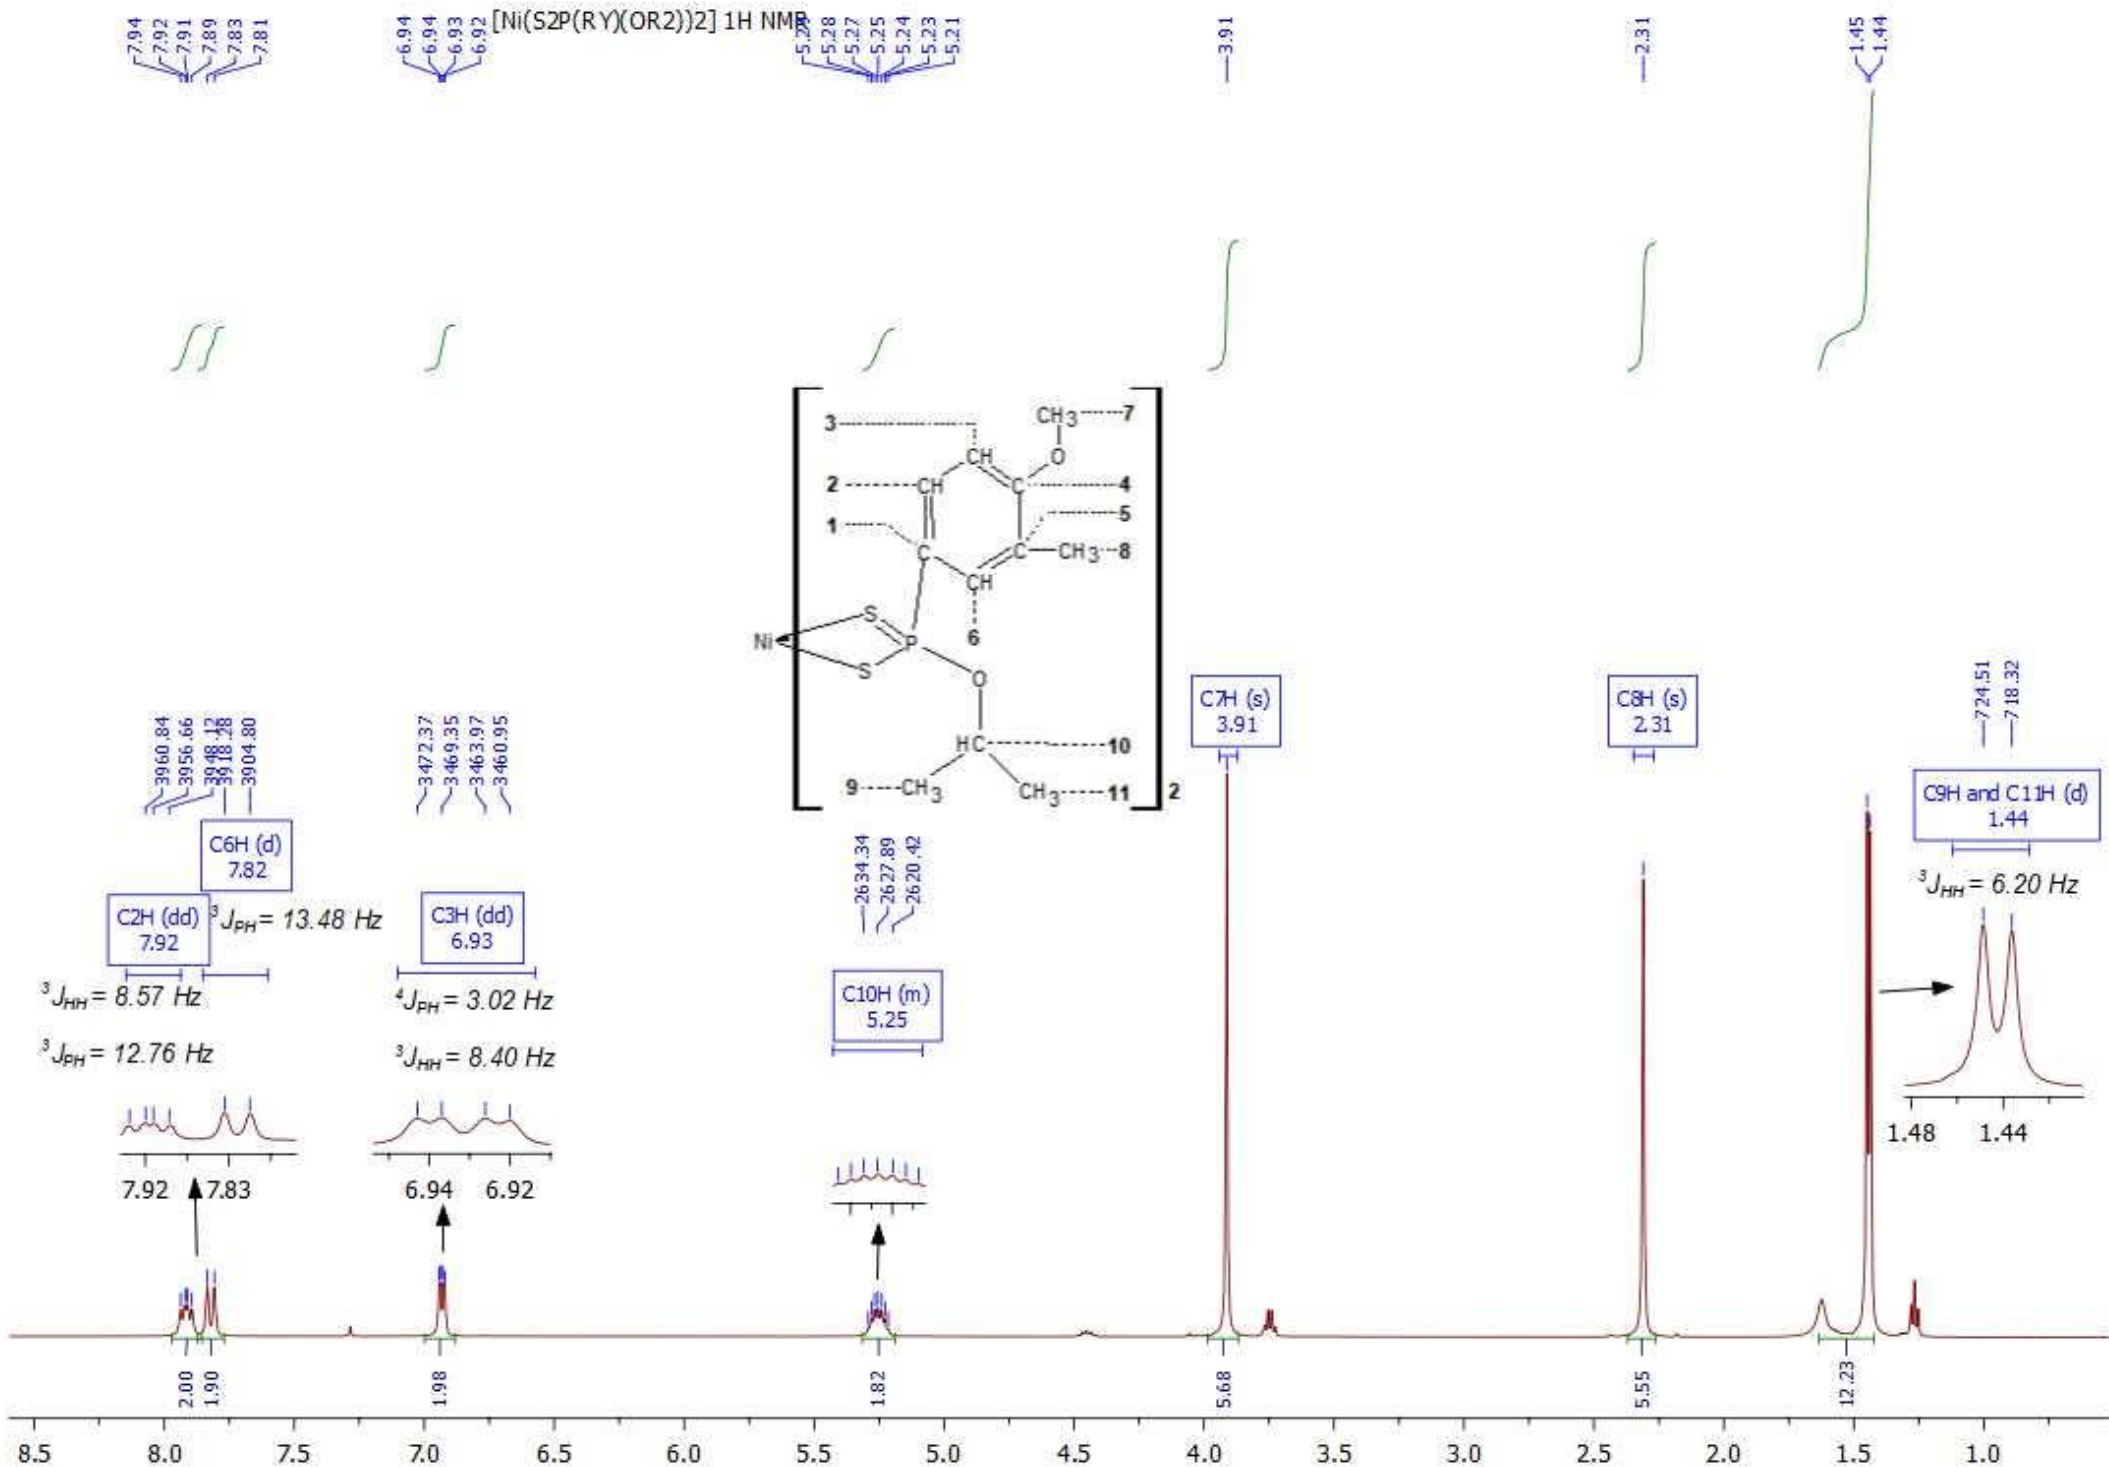 [Ni(S2P(RY)(OR2))2] 1H NMR
7.94
7.92
7.91
7.89
7.83
7.81
6.94
6.94
6.93
6.92
5.28
5.27
5.25
5.24
5.23
5.21
3.91
2.31
1.45
1.44
3
CH3
7
CH
O
2
CH
C
4
1
5
C
C
CH3
8
CH
S
6
Ni
P
S
O
HC
10
9
CH3
CH3
11
2
3960.84
3956.66
3948.12
3918.28
3904.80
3472.37
3469.35
3463.97
3460.95
2634.34
2627.89
2620.42
724.51
718.32
C7H (s)
3.91
C8H (s)
2.31
C9H and C11H (d)
1.44
3JHH = 6.20 Hz
C6H (d)
7.82
3JPH = 13.48 Hz
C2H (dd)
7.92
3JHH = 8.57 Hz
3JPH = 12.76 Hz
C3H (dd)
6.93
4JPH = 3.02 Hz
3JHH = 8.40 Hz
C10H (m)
5.25
7.92 7.83
6.94 6.92
1.48 1.44
2.00
1.90
1.98
1.82
5.68
5.55
12.23
8.5 8.0 7.5 7.0 6.5 6.0 5.5 5.0 4.5 4.0 3.5 3.0 2.5 2.0 1.5 1.0